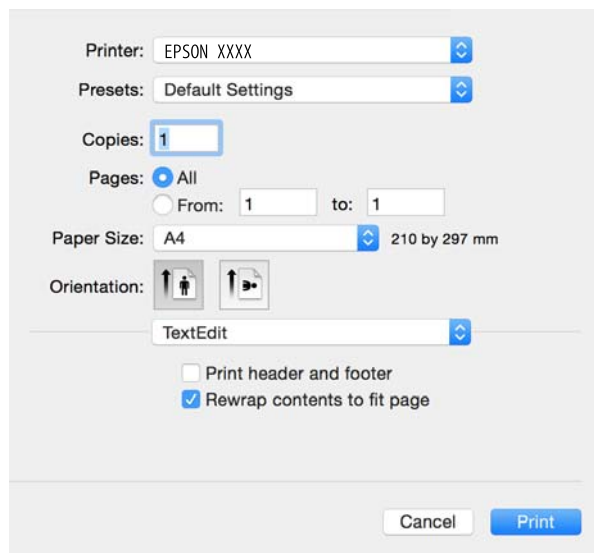 Printer: EPSON XXXX
Presets: Default Settings
Copies: 1
Pages: All
From: 1 to: 1
Paper Size: A4 210 by 297 mm
Orientation:
TextEdit
Print header and footer
Rewrap contents to fit page
Cancel Print